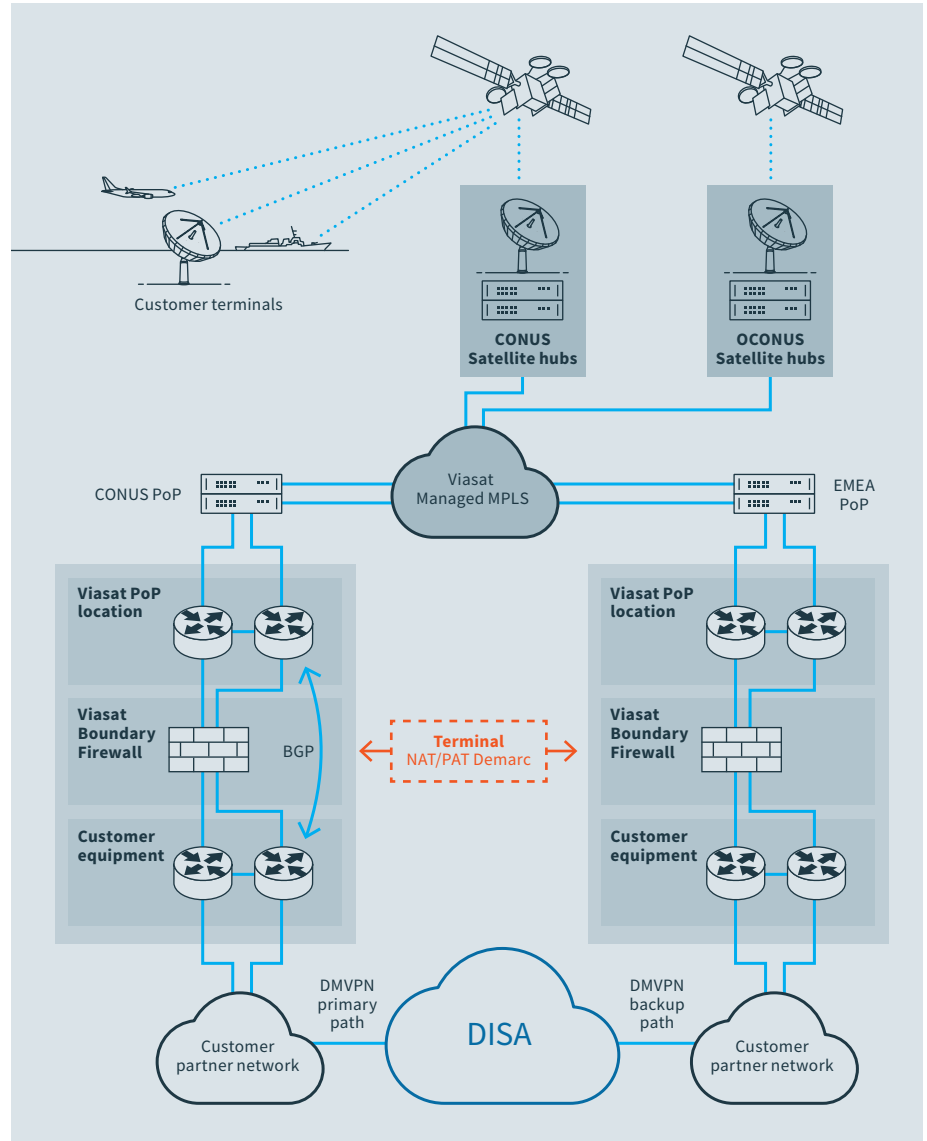 Customer terminals
CONUS
Satellite hubs
OCONUS
Satellite hubs
Viasat
Managed MPLS
CONUS PoP
EMEA
PoP
Viasat PoP
location
Viasat
Boundary
Firewall
BGP
Customer
equipment
Terminal
NAT/PAT Demarc
Viasat PoP
location
Viasat
Boundary
Firewall
Customer
equipment
Customer
partner network
DMVPN
primary
path
DISA
DMVPN
backup
path
Customer
partner network